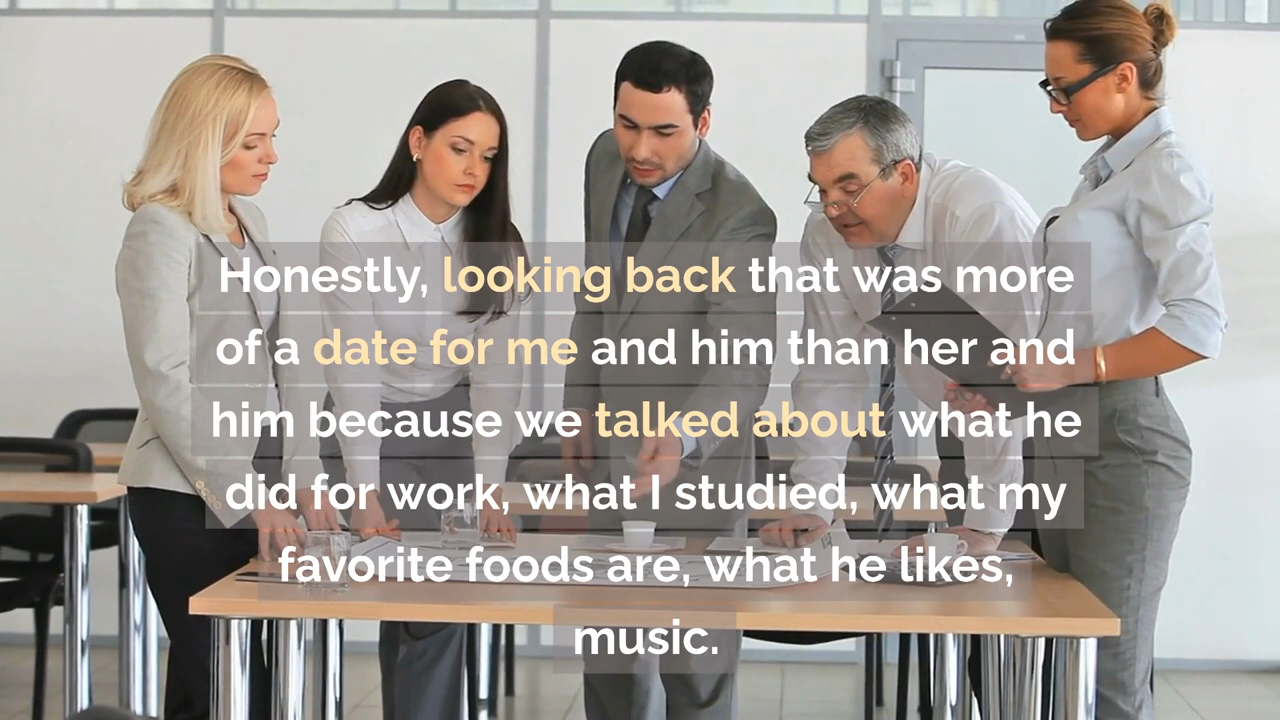 Honestly, looking back that was more
of a date for me and him than her and
him because we talked about what he
did for work, what I studied, what my
favorite foods are, what he likes,
music.